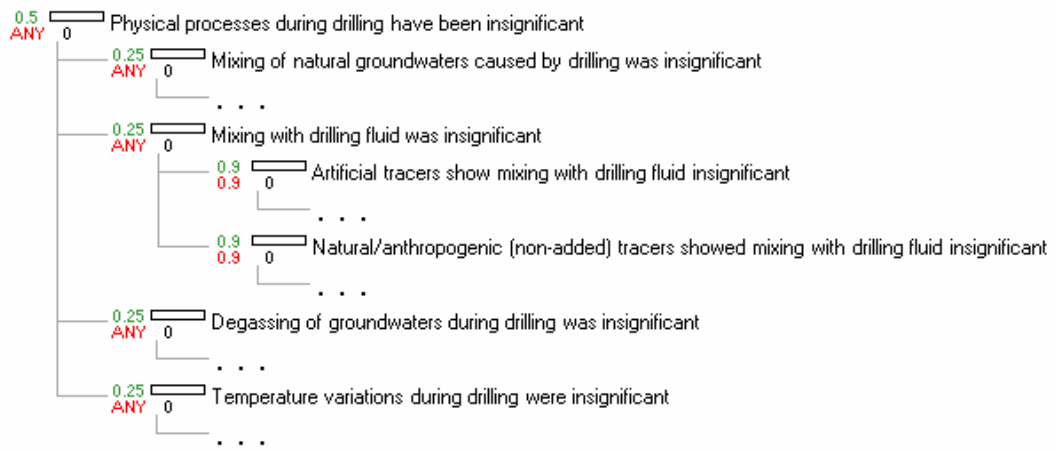 0.5 Physical processes during drilling have been insignificant
ANY 0
0.25 Mixing of natural groundwaters caused by drilling was insignificant
ANY 0
. . .
0.25 Mixing with drilling fluid was insignificant
ANY 0
0.9 Artificial tracers show mixing with drilling fluid insignificant
0.9 0
. . .
0.9 Natural/anthropogenic (non-added) tracers showed mixing with drilling fluid insignificant
0.9 0
. . .
0.25 Degassing of groundwaters during drilling was insignificant
ANY 0
. . .
0.25 Temperature variations during drilling were insignificant
ANY 0
. . .